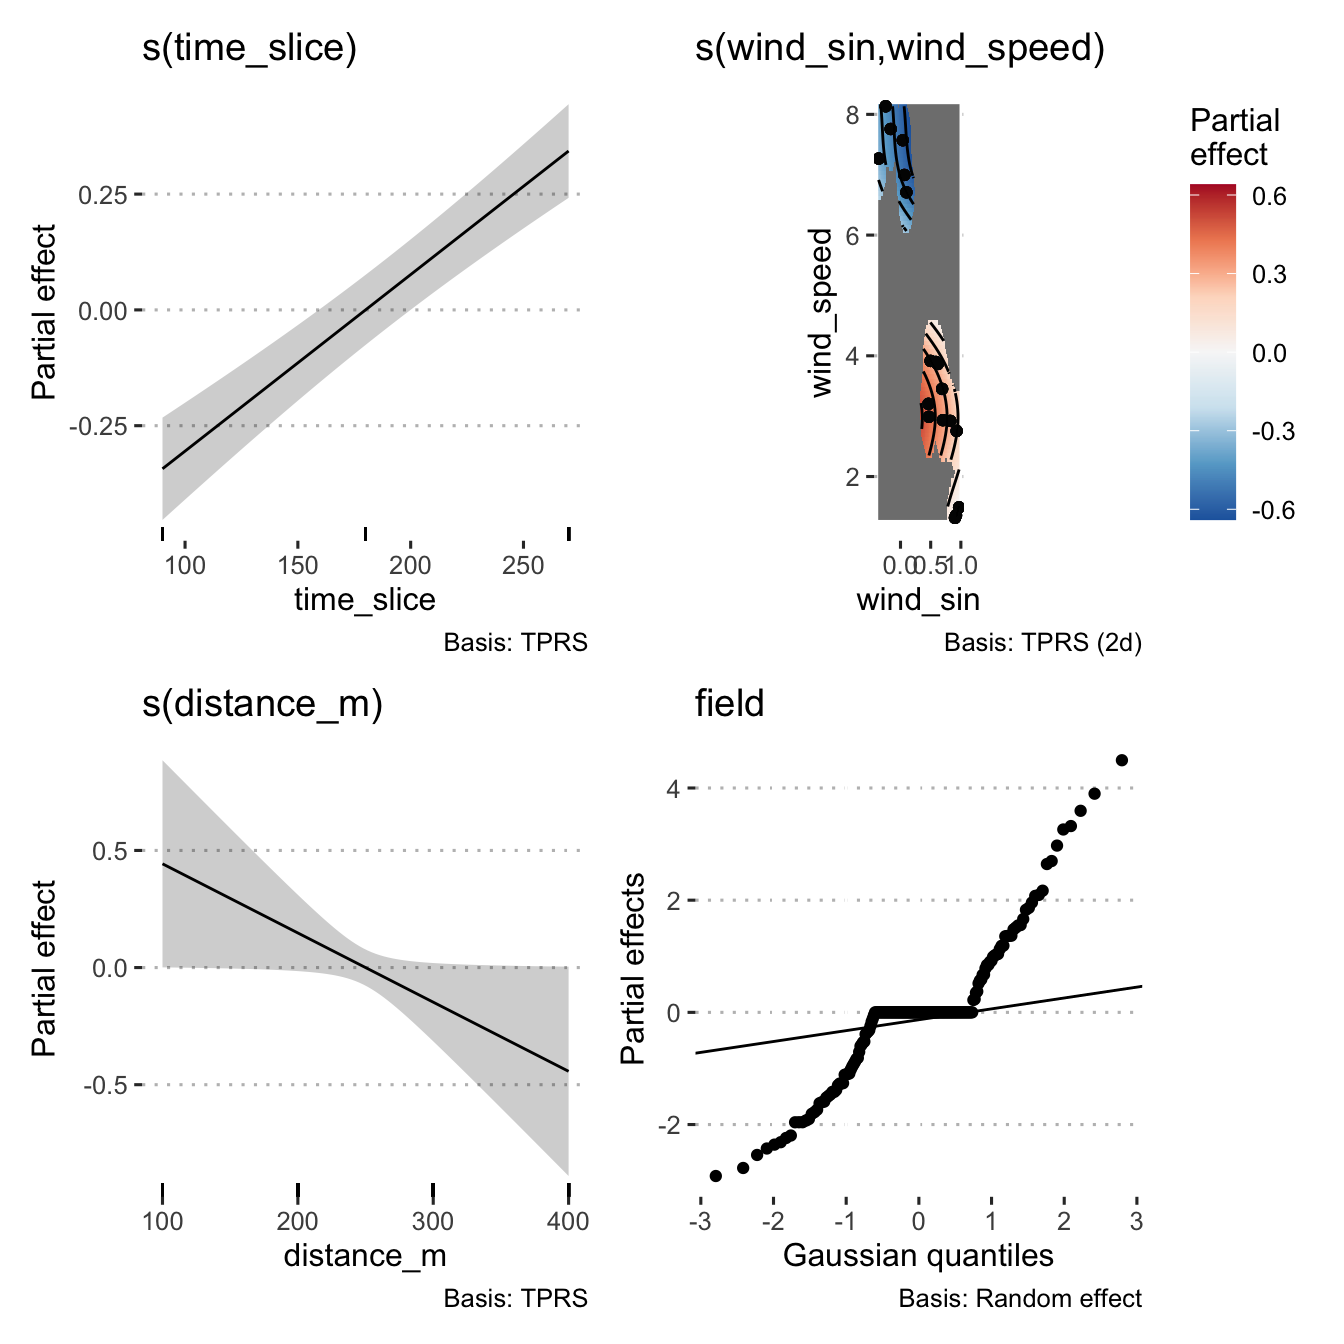 s(time_slice)
Partial effect
0.25
0.00
-0.25
100 150 200 250
time_slice
Basis: TPRS
s(wind_sin,wind_speed)
wind_speed
8
6
4
2
0.0 0.5 1.0
wind_sin
Basis: TPRS (2d)
Partial
effect
0.6
0.3
0.0
-0.3
-0.6
s(distance_m)
Partial effect
0.5
0.0
-0.5
100 200 300 400
distance_m
Basis: TPRS
field
Partial effects
4
2
0
-2
-3 -2 -1 0 1 2 3
Gaussian quantiles
Basis: Random effect